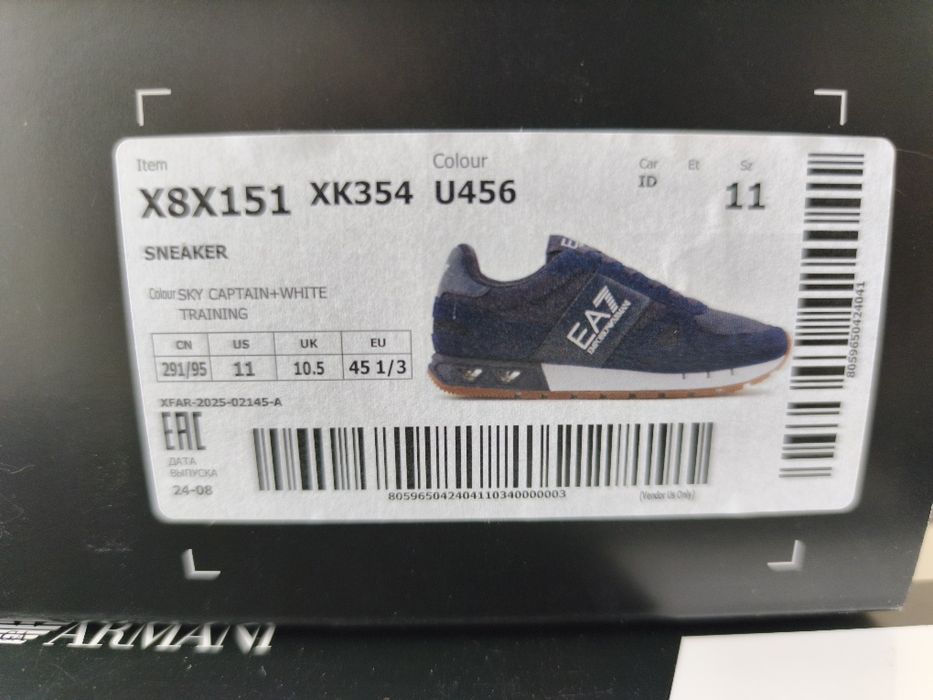 Item
Colour
Car
Et
Sz
X8X151 XK354 U456
ID
11
SNEAKER
Colour SKY CAPTAIN+WHITE
TRAINING
CN US UK EU
291/95 11 10.5 45 1/3
XFAR-2025-02145-A
EAC
ДАТА
ВЫПУСКА
24-08
EA7
EMPORIO ARMANI
805965042404110340000003
(Vendor Us Only)
8059650424041
ARMANI